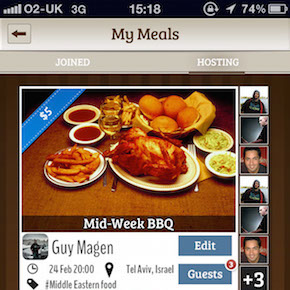 O2-UK 3G 15:18 74%
My Meals
JOINED HOSTING
$5
Mid-Week BBQ
Guy Magen
Edit
24 Feb 20:00 Tel Aviv, Israel
Guests 3
#Middle Eastern food
+3